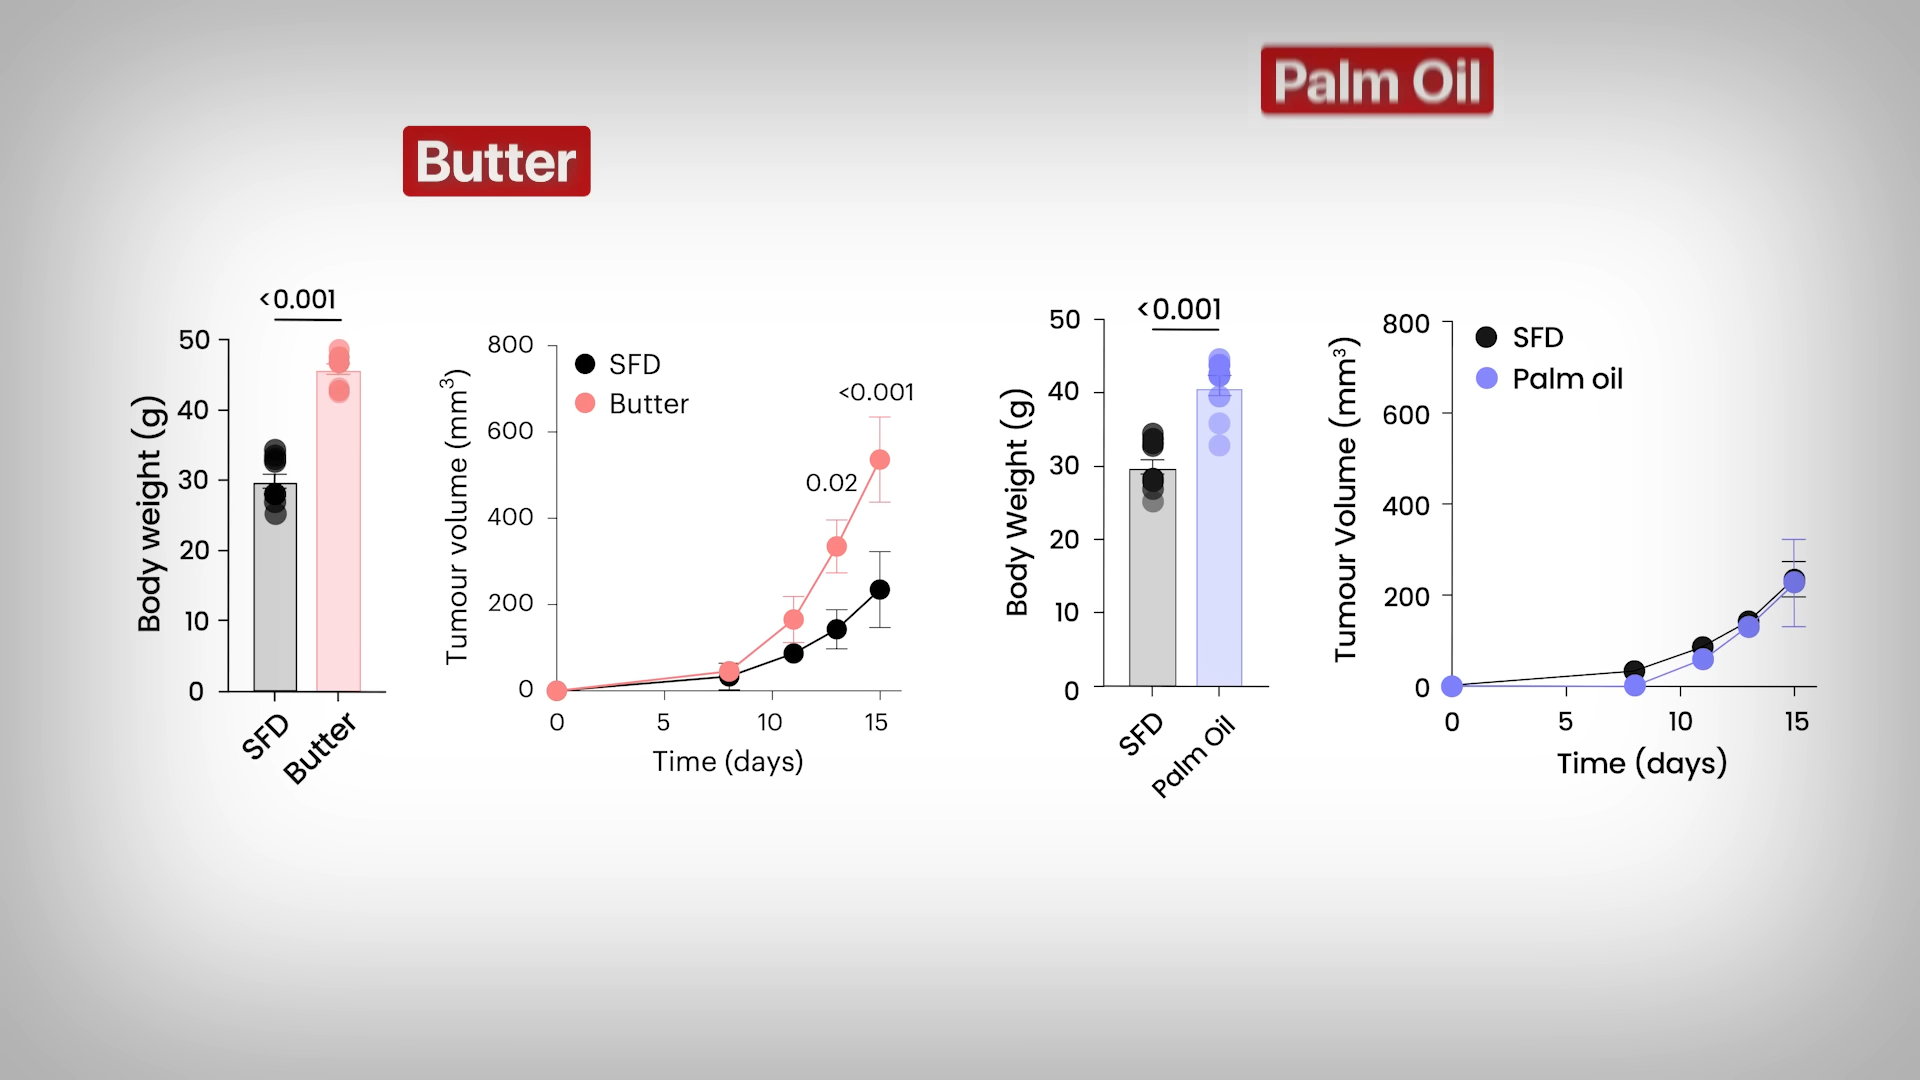 Palm Oil
Butter
<0.001
50
40
30
20
10
0
Body weight (g)
SFD
Butter
800
600
400
200
0
Tumour volume (mm³)
SFD
Butter
<0.001
0.02
0
5
10
15
Time (days)
<0.001
50
40
30
20
10
0
Body Weight (g)
SFD
Palm Oil
800
600
400
200
0
Tumour Volume (mm³)
SFD
Palm oil
0
5
10
15
Time (days)